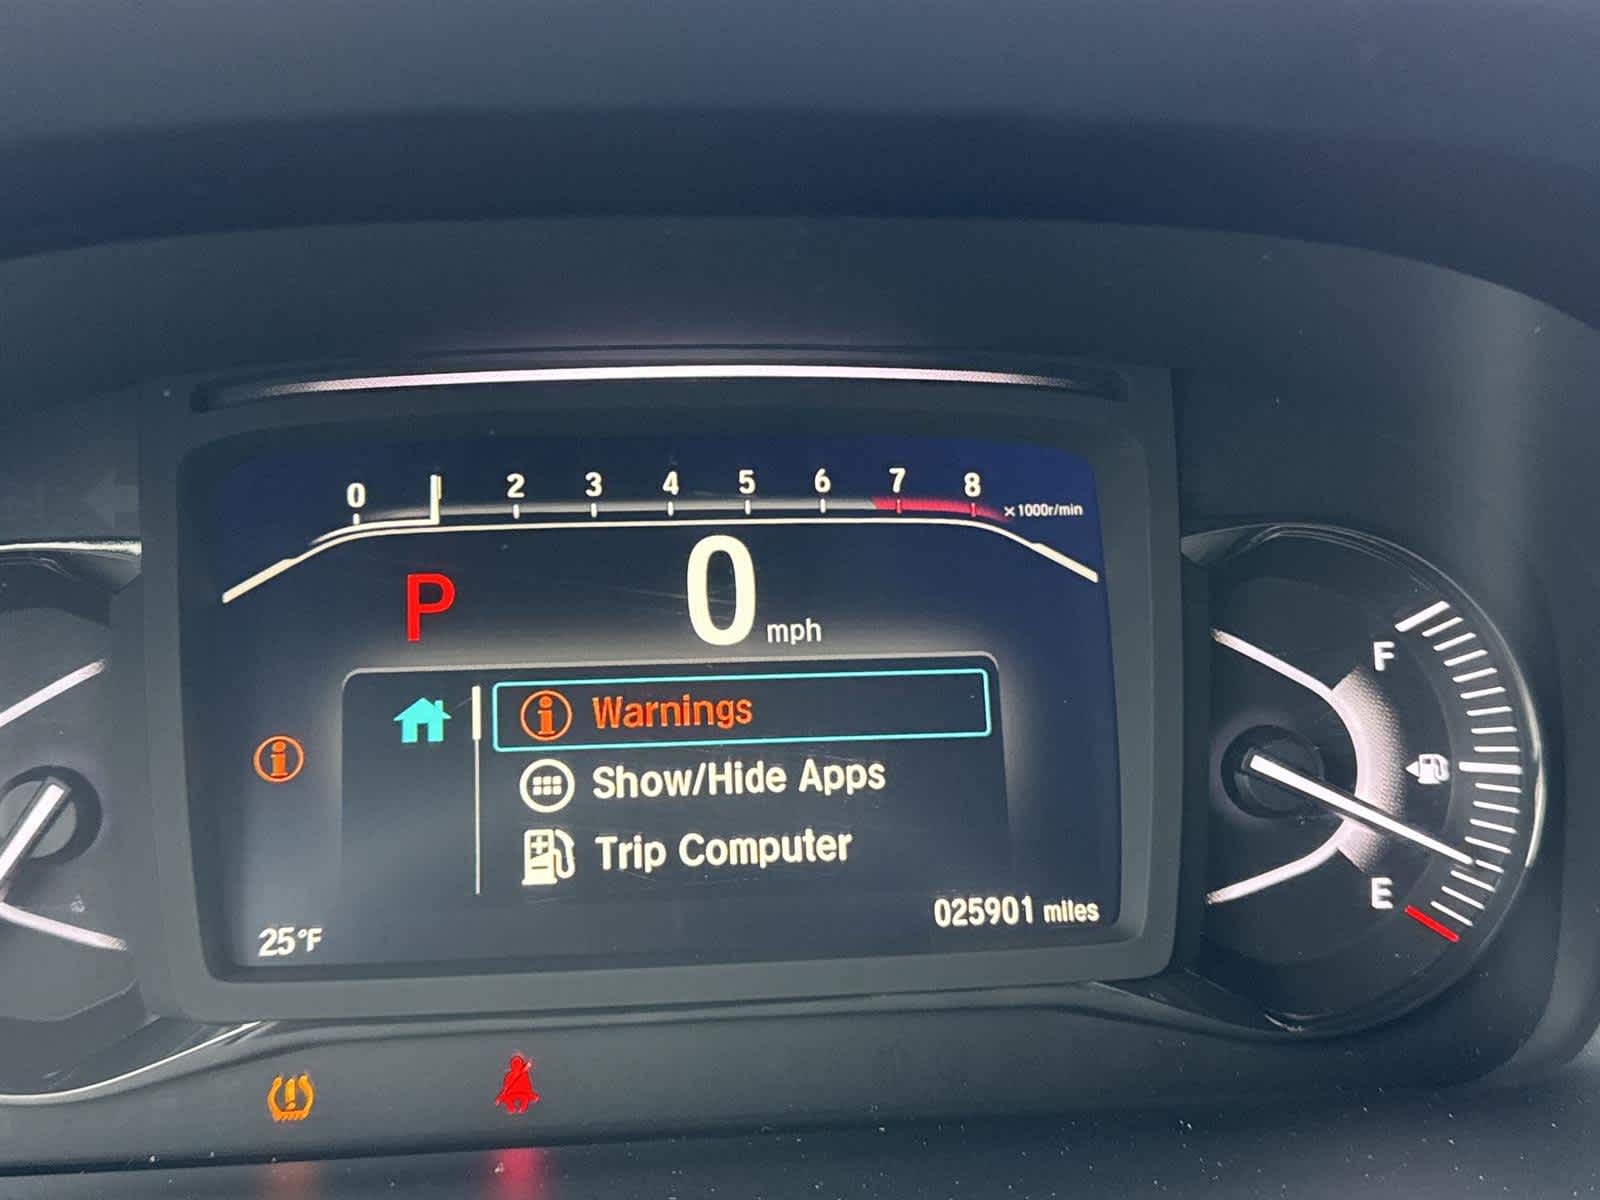 0 2 3 4 5 6 7 8 ×1000r/min
P 0 mph
Warnings
Show/Hide Apps
Trip Computer
25°F
025901 miles
F
E